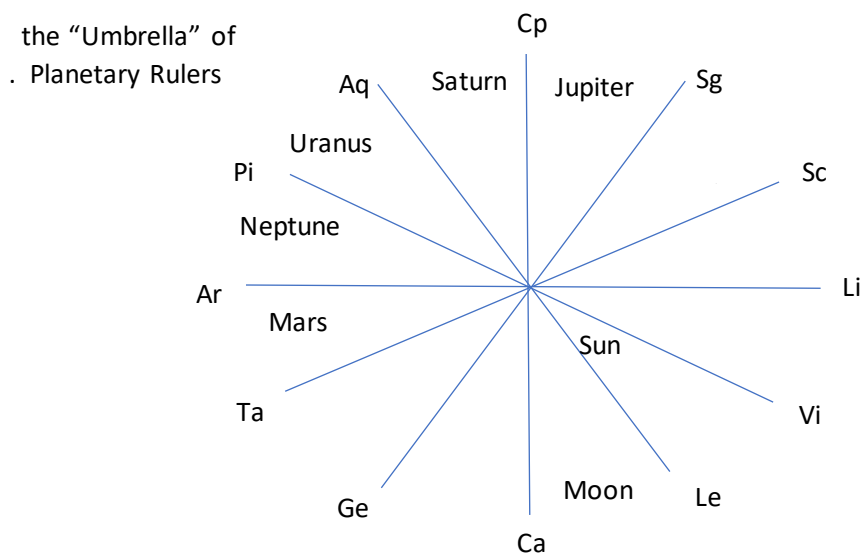 the “Umbrella” of
. Planetary Rulers
Cp
Aq
Saturn
Jupiter
Sg
Uranus
Pi
Sc
Neptune
Ar
Li
Mars
Sun
Ta
Vi
Ge
Moon
Le
Ca